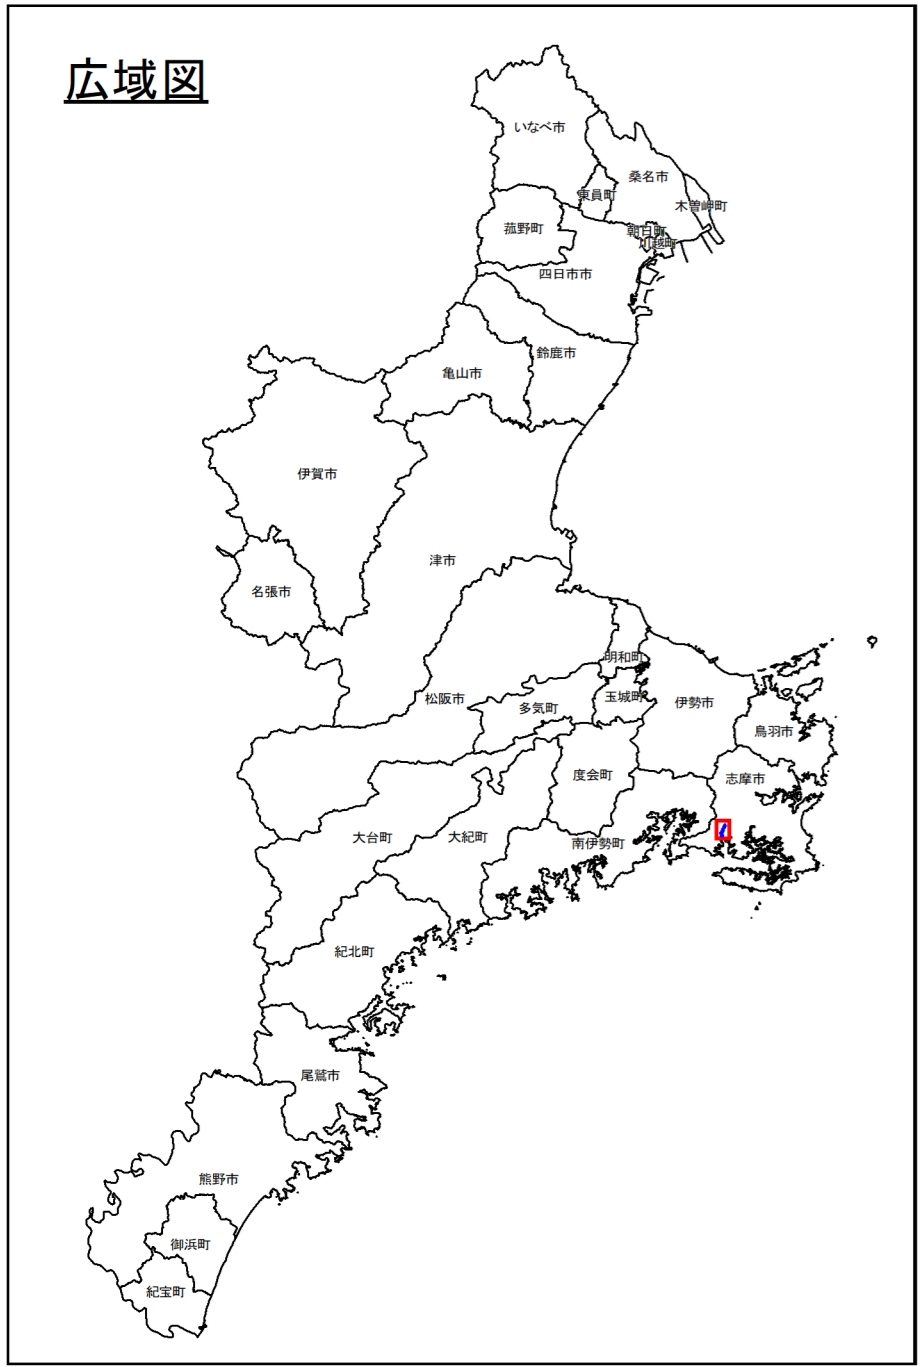 広域図
いなべ市
桑名市
東員町
木曽岬町
菰野町
朝日町
川越町
四日市市
鈴鹿市
亀山市
伊賀市
津市
名張市
明和町
松阪市
多気町
玉城町
伊勢市
鳥羽市
度会町
志摩市
大台町
大紀町
南伊勢町
紀北町
尾鷲市
熊野市
御浜町
紀宝町